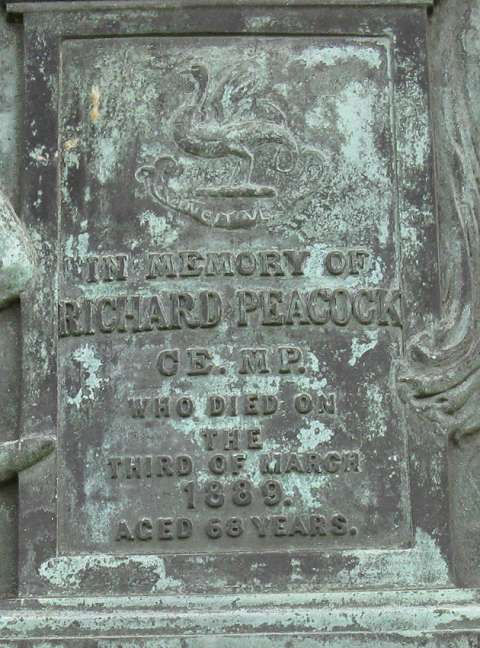 IN MEMORY OF
RICHARD PEACOCK
C.E. M.P.
WHO DIED ON
THE
THIRD OF MARCH
1889.
AGED 68 YEARS.